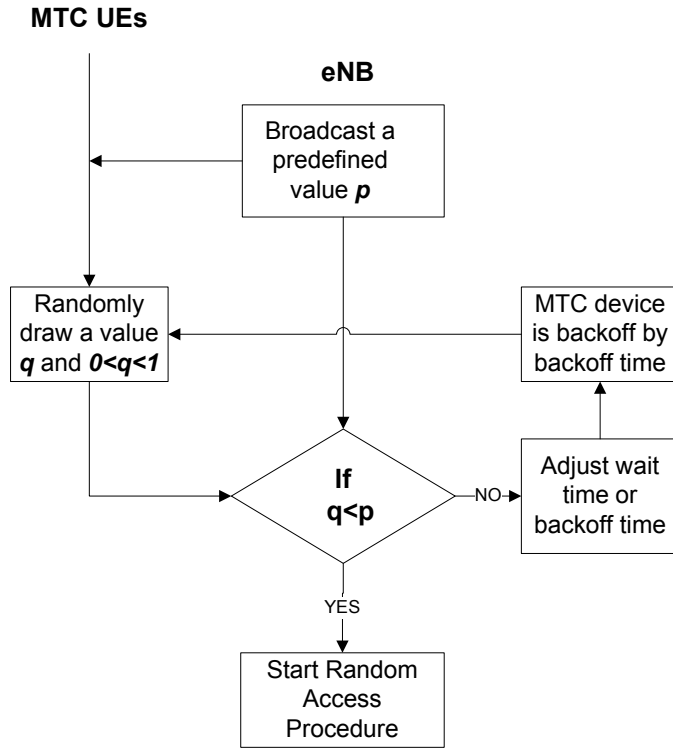 MTC UEs
eNB
Broadcast a
predefined
value p
Randomly
draw a value
q and 0<q<1
MTC device
is backoff by
backoff time
If
q<p
NO
Adjust wait
time or
backoff time
YES
Start Random
Access
Procedure